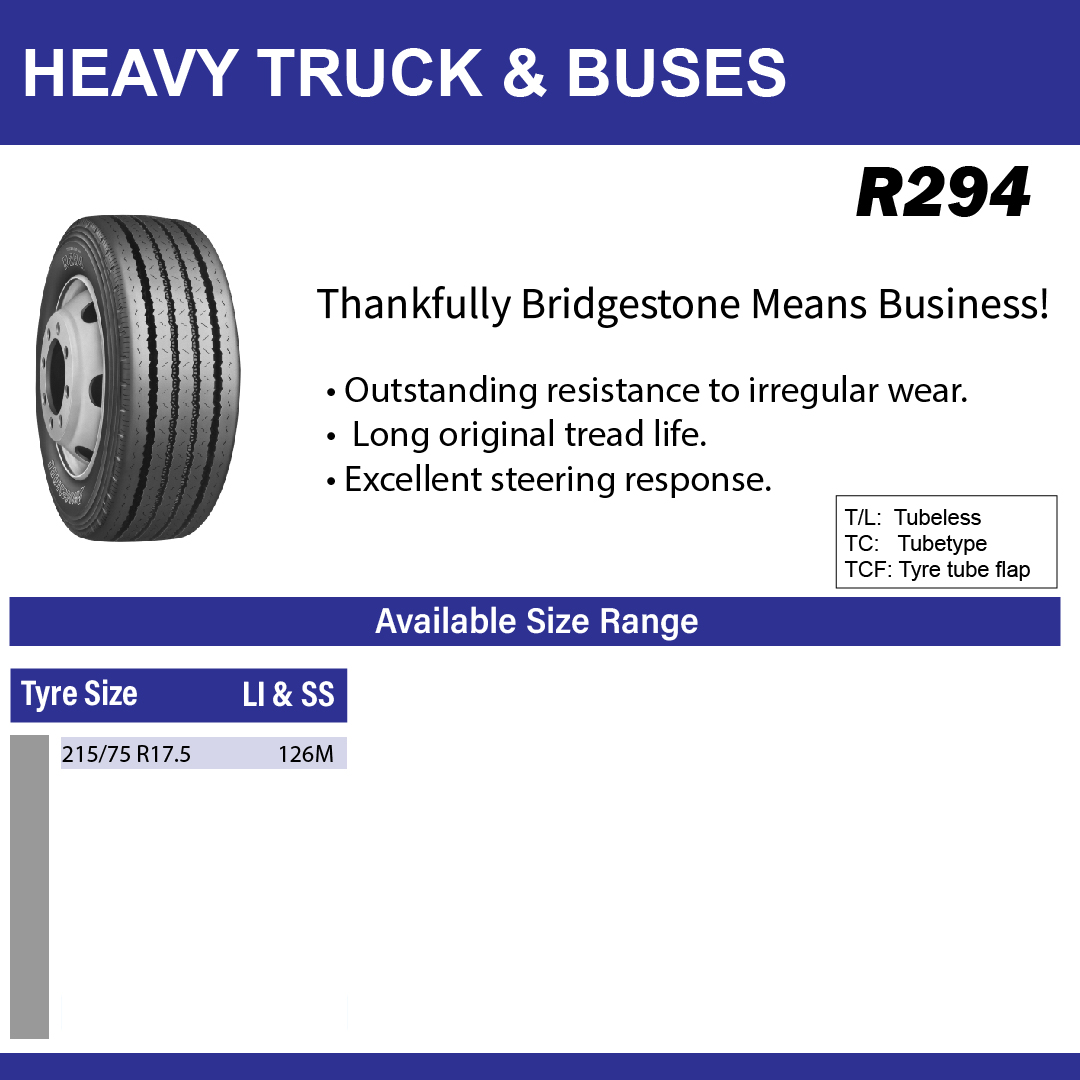 HEAVY TRUCK & BUSES
R294
Thankfully Bridgestone Means Business!
• Outstanding resistance to irregular wear.
• Long original tread life.
• Excellent steering response.
T/L: Tubeless
TC: Tubetype
TCF: Tyre tube flap
Available Size Range
Tyre Size LI & SS
215/75 R17.5 126M